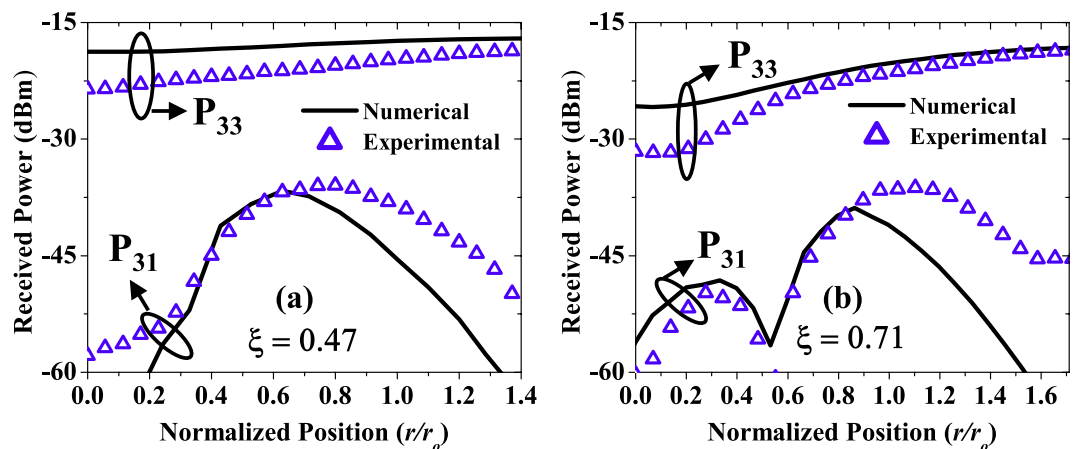 -15
-30
-45
-60
Received Power (dBm)
P33
Numerical
Experimental
P31
(a)
ξ = 0.47
0.0 0.2 0.4 0.6 0.8 1.0 1.2 1.4
Normalized Position (r/ro)
-15
-30
-45
-60
Received Power (dBm)
P33
Numerical
Experimental
P31
(b)
ξ = 0.71
0.0 0.2 0.4 0.6 0.8 1.0 1.2 1.4 1.6
Normalized Position (r/ro)